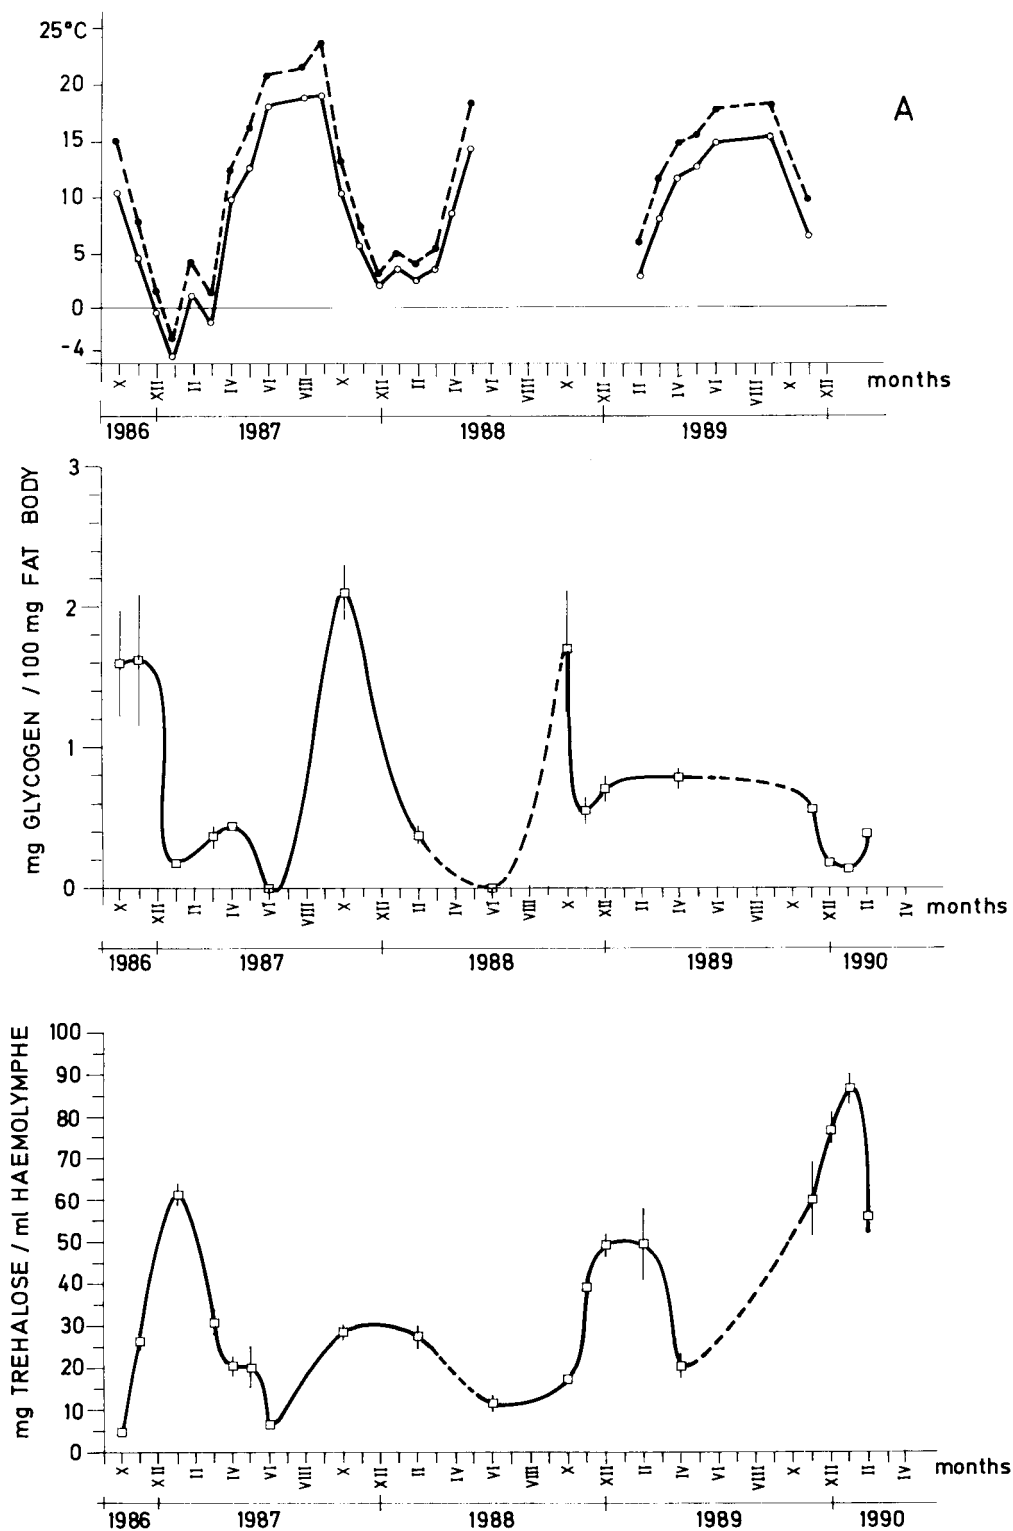 25°C
20
15
10
5
0
-4
A
X XII II IV VI VIII X XII II IV VI VIII X XII II IV VI VIII X XII months
1986 1987 1988 1989
mg GLYCOGEN / 100 mg FAT BODY
3
2
1
0
X XII II IV VI VIII X XII II IV VI VIII X XII II IV VI VIII X XII II IV months
1986 1987 1988 1989 1990
mg TREHALOSE / ml HAEMOLYMPHE
100
90
80
70
60
50
40
30
20
10
0
X XII II IV VI VIII X XII II IV VI VIII X XII II IV VI VIII X XII II IV months
1986 1987 1988 1989 1990